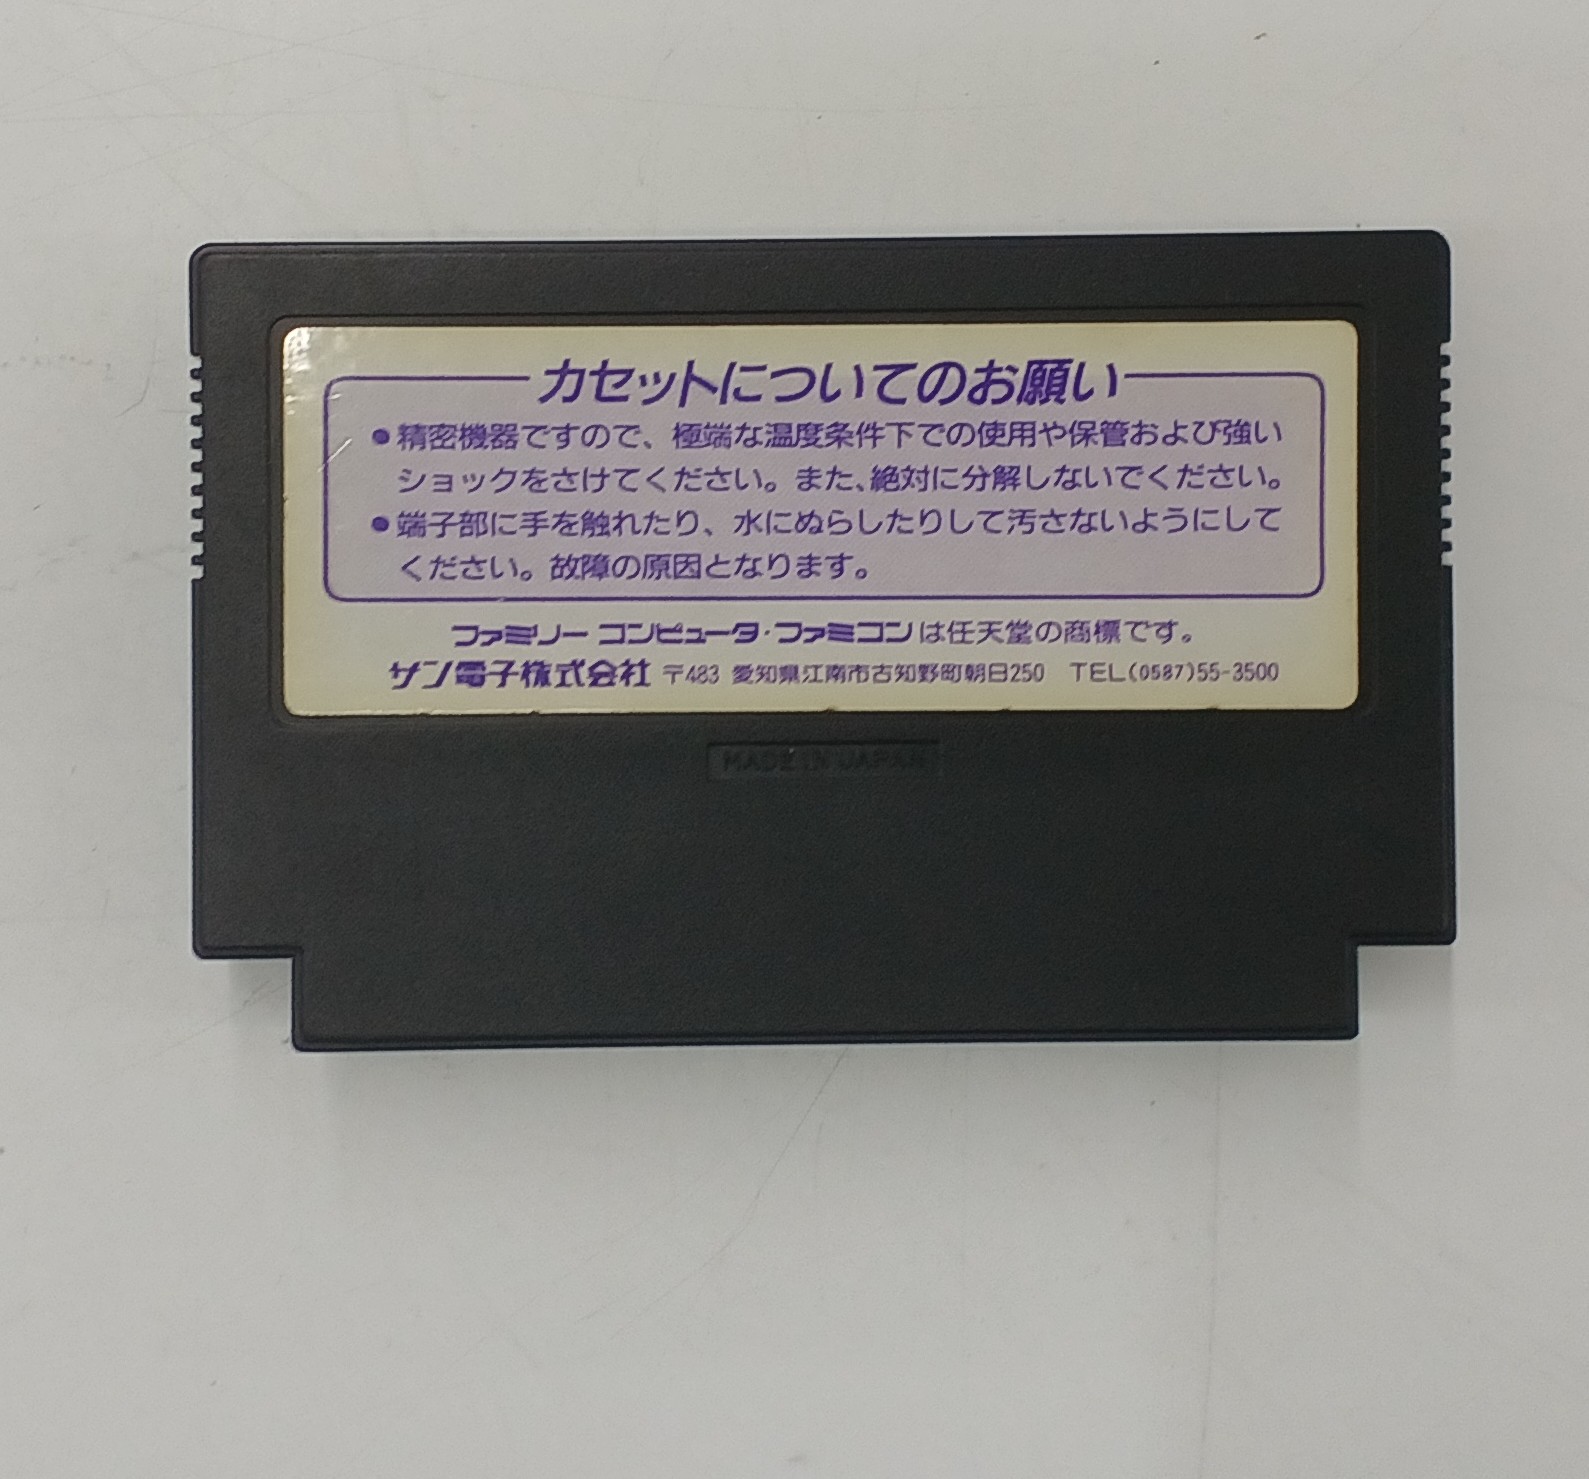 カセットについてのお願い
●精密機器ですので、極端な温度条件下での使用や保管および強い
ショックをさけてください。また、絶対に分解しないでください。
●端子部に手を触れたり、水にぬらしたりして汚さないようにして
ください。故障の原因となります。
ファミリー コンピュータ・ファミコンは任天堂の商標です。
サン電子株式会社 〒483 愛知県江南市古知野町朝日250 TEL(0587)55-3500
MADE IN JAPAN